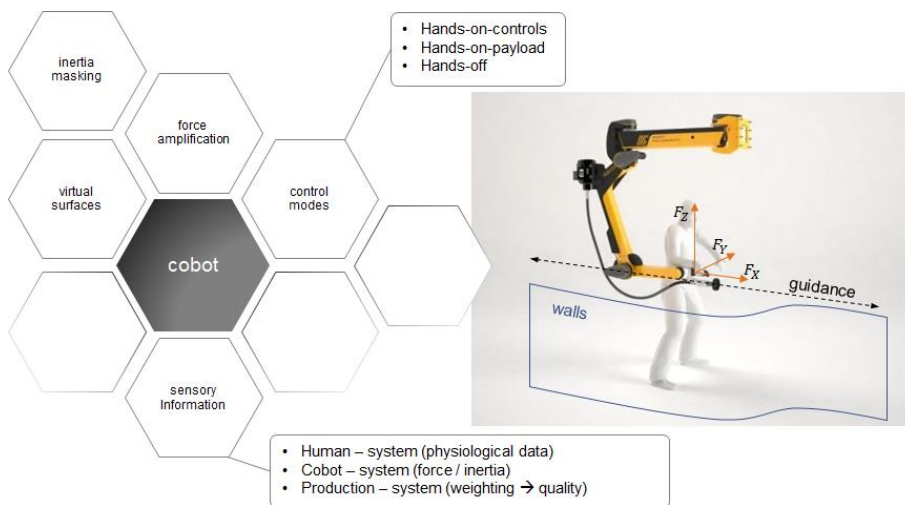 • Hands-on-controls
• Hands-on-payload
• Hands-off
inertia
masking
force
amplification
virtual
surfaces
control
modes
cobot
sensory
Information
F_Z
F_Y
F_X
guidance
walls
• Human – system (physiological data)
• Cobot – system (force / inertia)
• Production – system (weighting → quality)